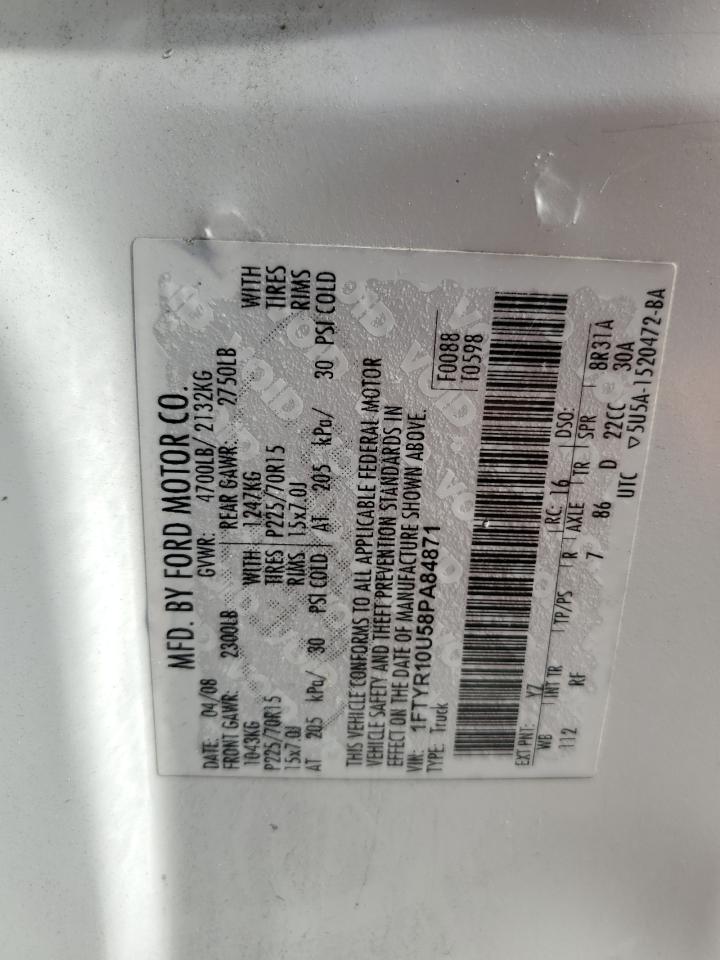 MFD. BY FORD MOTOR CO.
DATE: 04/08 GVWR: 4700LB/ 2132KG
FRONT GAWR: 2300LB REAR GAWR: 2750LB
1043KG WITH 1247KG WITH
P225/70R15 TIRES P225/70R15 TIRES
15x7.0J RIMS 15x7.0J RIMS
AT 205 kPa/ 30 PSI COLD AT 205 kPa/ 30 PSI COLD
THIS VEHICLE CONFORMS TO ALL APPLICABLE FEDERAL MOTOR
VEHICLE SAFETY AND THEFT PREVENTION STANDARDS IN
EFFECT ON THE DATE OF MANUFACTURE SHOWN ABOVE.
VIN: 1FTYR10U58PA84871 F0088
TYPE: Truck T0598
EXT PNT: YZ RC: 16 DSO:
WB INT TR TP/PS R AXLE TR SPR 8R31A
112 RF 7 86 D 22CC 30A
UTC ▽5U5A-1520472-BA
VOID VOID VOID